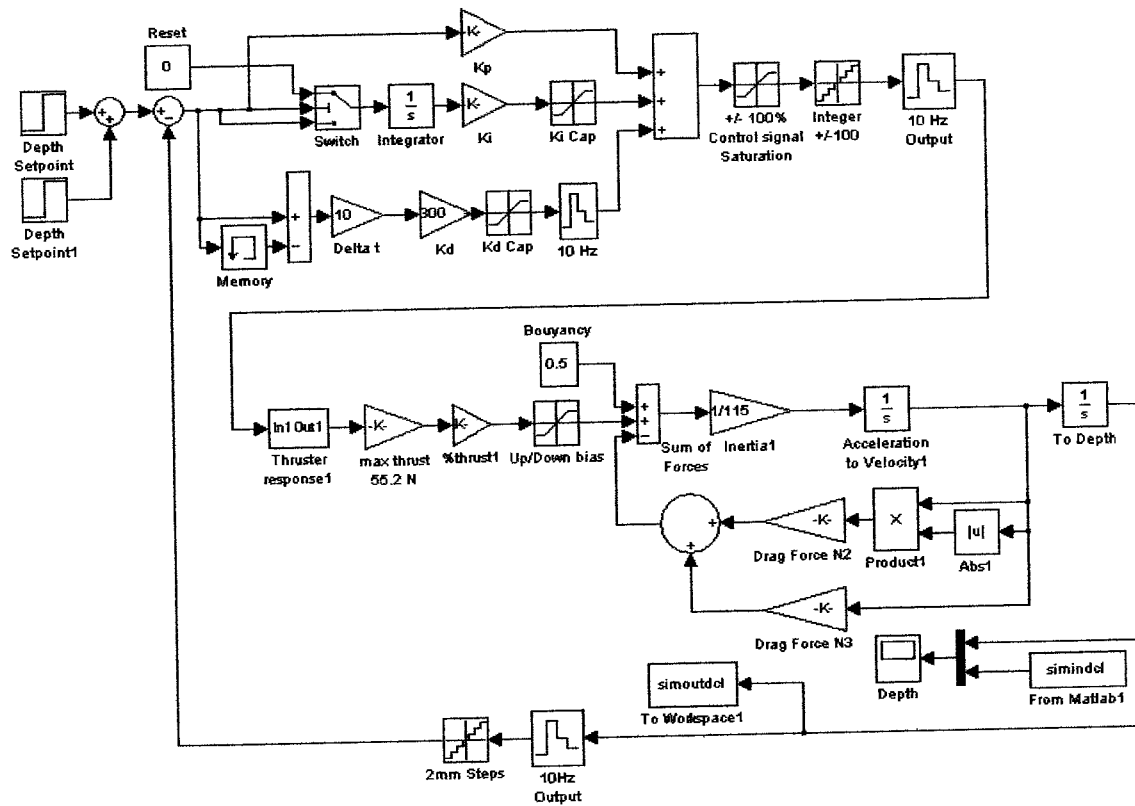 Reset
0
Depth
Setpoint
Depth
Setpoint1
Switch
1
s
Integrator
K-
Kp
K-
Ki
Ki Cap
Memory
10
Delta t
300
Kd
Kd Cap
10 Hz
+/- 100%
Control signal
Saturation
Integer
+/-100
10 Hz
Output
In1 Out1
Thruster
response1
-K-
max thrust
55.2 N
K-
%thrust1
Up/Down bias
Bouyancy
0.5
Sum of
Forces
1/115
Inertia1
1
s
Acceleration
to Velocity1
1
s
To Depth
-K-
Drag Force N2
×
Product1
|u|
Abs1
-K-
Drag Force N3
Depth
simindcl
From Matlab1
simoutdcl
To Workspace1
2mm Steps
10Hz
Output